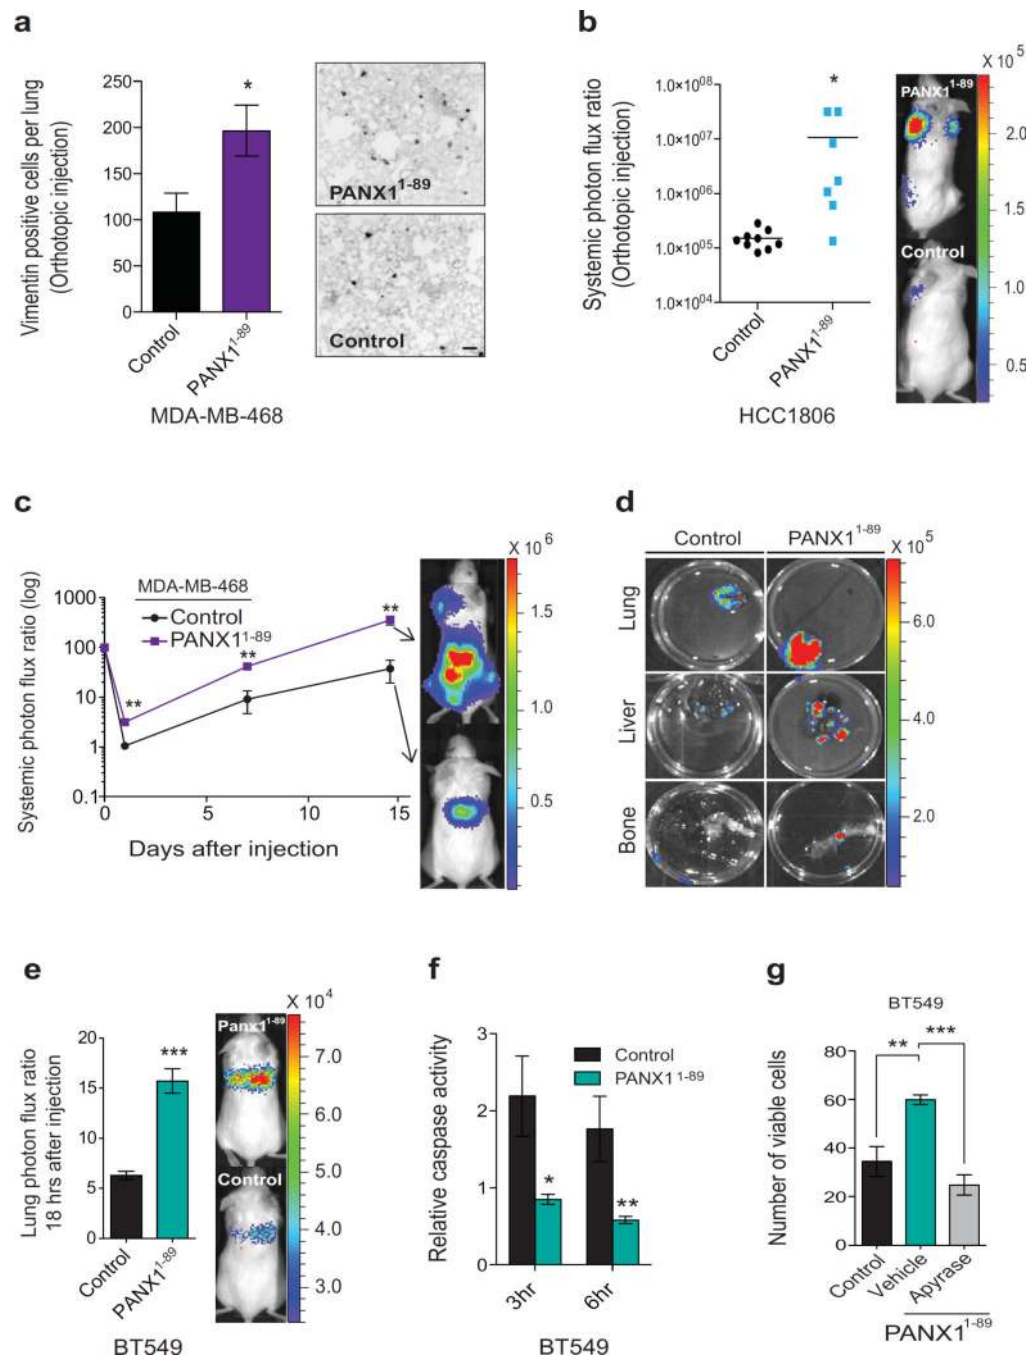 a
Vimentin positive cells per lung
(Orthotopic injection)
250
200
150
100
50
0
*
Control
PANX1 1-89
MDA-MB-468
PANX1 1-89
Control
b
Systemic photon flux ratio
(Orthotopic injection)
1.0×10 08
1.0×10 07
1.0×10 06
1.0×10 05
1.0×10 04
*
Control
PANX1 1-89
HCC1806
X 10 5
PANX1 1-89
Control
2.0
1.5
1.0
0.5
c
Systemic photon flux ratio (log)
MDA-MB-468
Control
PANX1 1-89
1000
100
10
1
0.1
**
**
**
0
5
10
15
Days after injection
X 10 6
1.5
1.0
0.5
d
Control
PANX1 1-89
X 10 5
Lung
Liver
Bone
6.0
4.0
2.0
e
Lung photon flux ratio
18 hrs after injection
20
15
10
5
0
***
Control
PANX1 1-89
BT549
X 10 4
Panx1 1-89
Control
7.0
6.0
5.0
4.0
3.0
f
Relative caspase activity
3
2
1
0
Control
PANX1 1-89
*
**
3hr
6hr
BT549
g
BT549
Number of viable cells
80
60
40
20
0
**
***
Control
Vehicle
Apyrase
PANX1 1-89